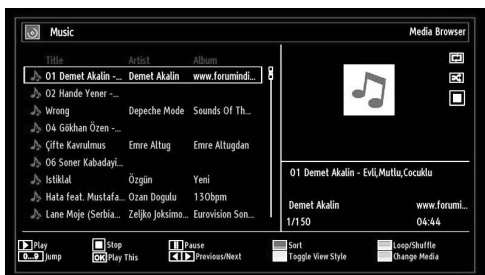 Music Media Browser
Title Artist Album
01 Demet Akalin -... Demet Akalin www.forumindi...
02 Hande Yener -...
Wrong Depeche Mode Sounds Of Th...
04 Gökhan Özen -...
Çifte Kavrulmus Emre Altug Emre Altugdan
06 Soner Kabadayi...
Istiklal Özgün Yeni
Hata feat. Mustafa... Ozan Dogulu 130bpm
Lane Moje (Serbia... Zeljko Joksimo... Eurovision Son...
01 Demet Akalin - Evli,Mutlu,Cocuklu
Demet Akalin www.forumi...
1/150 04:44
Play Stop Pause Sort Loop/Shuffle
0...9 Jump OK Play This Previous/Next Toggle View Style Change Media